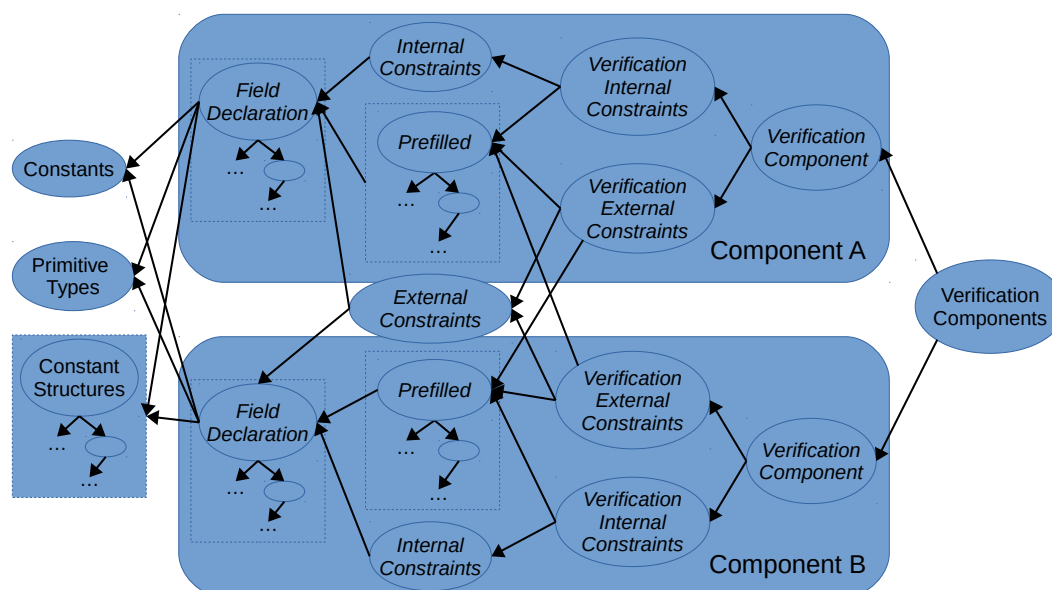 Internal
Constraints
Field
Declaration
...
...
Prefilled
...
...
Verification
Internal
Constraints
Verification
Component
Verification
External
Constraints
Component A
Constants
Primitive
Types
External
Constraints
Verification
Components
Constant
Structures
...
...
Field
Declaration
...
...
Prefilled
...
...
Verification
External
Constraints
Verification
Component
Verification
Internal
Constraints
Internal
Constraints
Component B